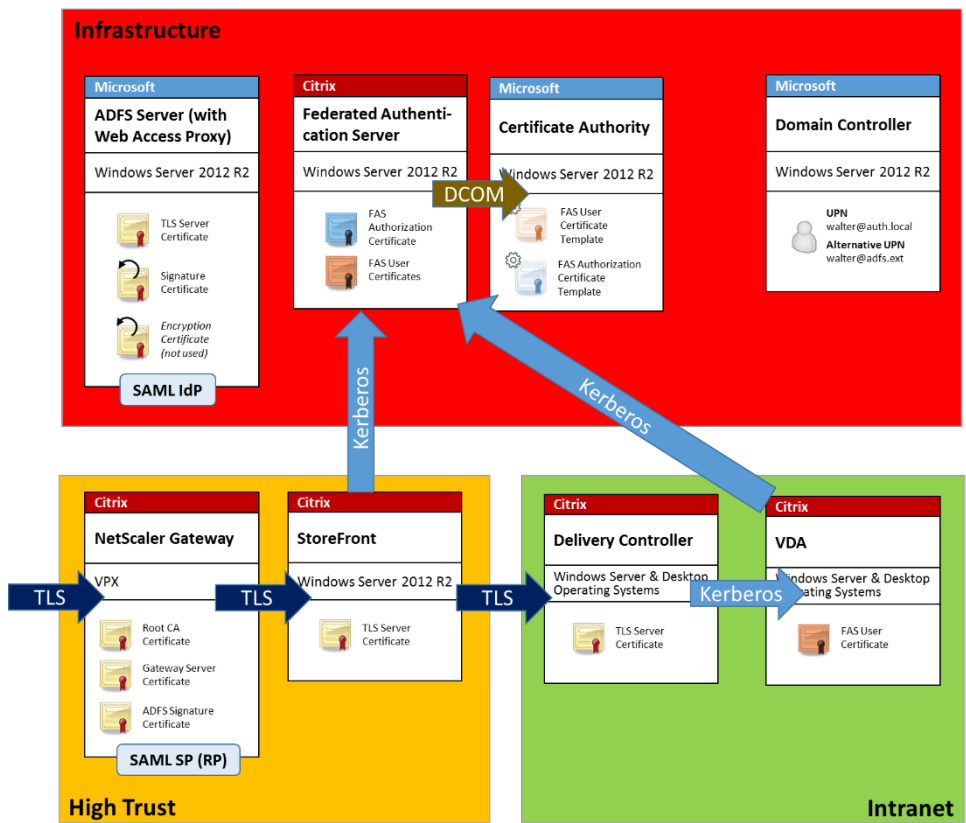 Infrastructure
Microsoft
ADFS Server (with
Web Access Proxy)
Windows Server 2012 R2
TLS Server
Certificate
Signature
Certificate
Encryption
Certificate
(not used)
SAML IdP
Citrix
Federated Authenti-
cation Server
Windows Server 2012 R2
FAS
Authorization
Certificate
FAS User
Certificates
DCOM
Microsoft
Certificate Authority
Windows Server 2012 R2
FAS User
Certificate
Template
FAS Authorization
Certificate
Template
Microsoft
Domain Controller
Windows Server 2012 R2
UPN
walter@auth.local
Alternative UPN
walter@adfs.ext
Kerberos
Kerberos
Citrix
NetScaler Gateway
VPX
TLS
Root CA
Certificate
Gateway Server
Certificate
ADFS Signature
Certificate
SAML SP (RP)
TLS
Citrix
StoreFront
Windows Server 2012 R2
TLS Server
Certificate
High Trust
TLS
Citrix
Delivery Controller
Windows Server & Desktop
Operating Systems
TLS Server
Certificate
Kerberos
Citrix
VDA
Windows Server & Desktop
Operating Systems
FAS User
Certificate
Intranet